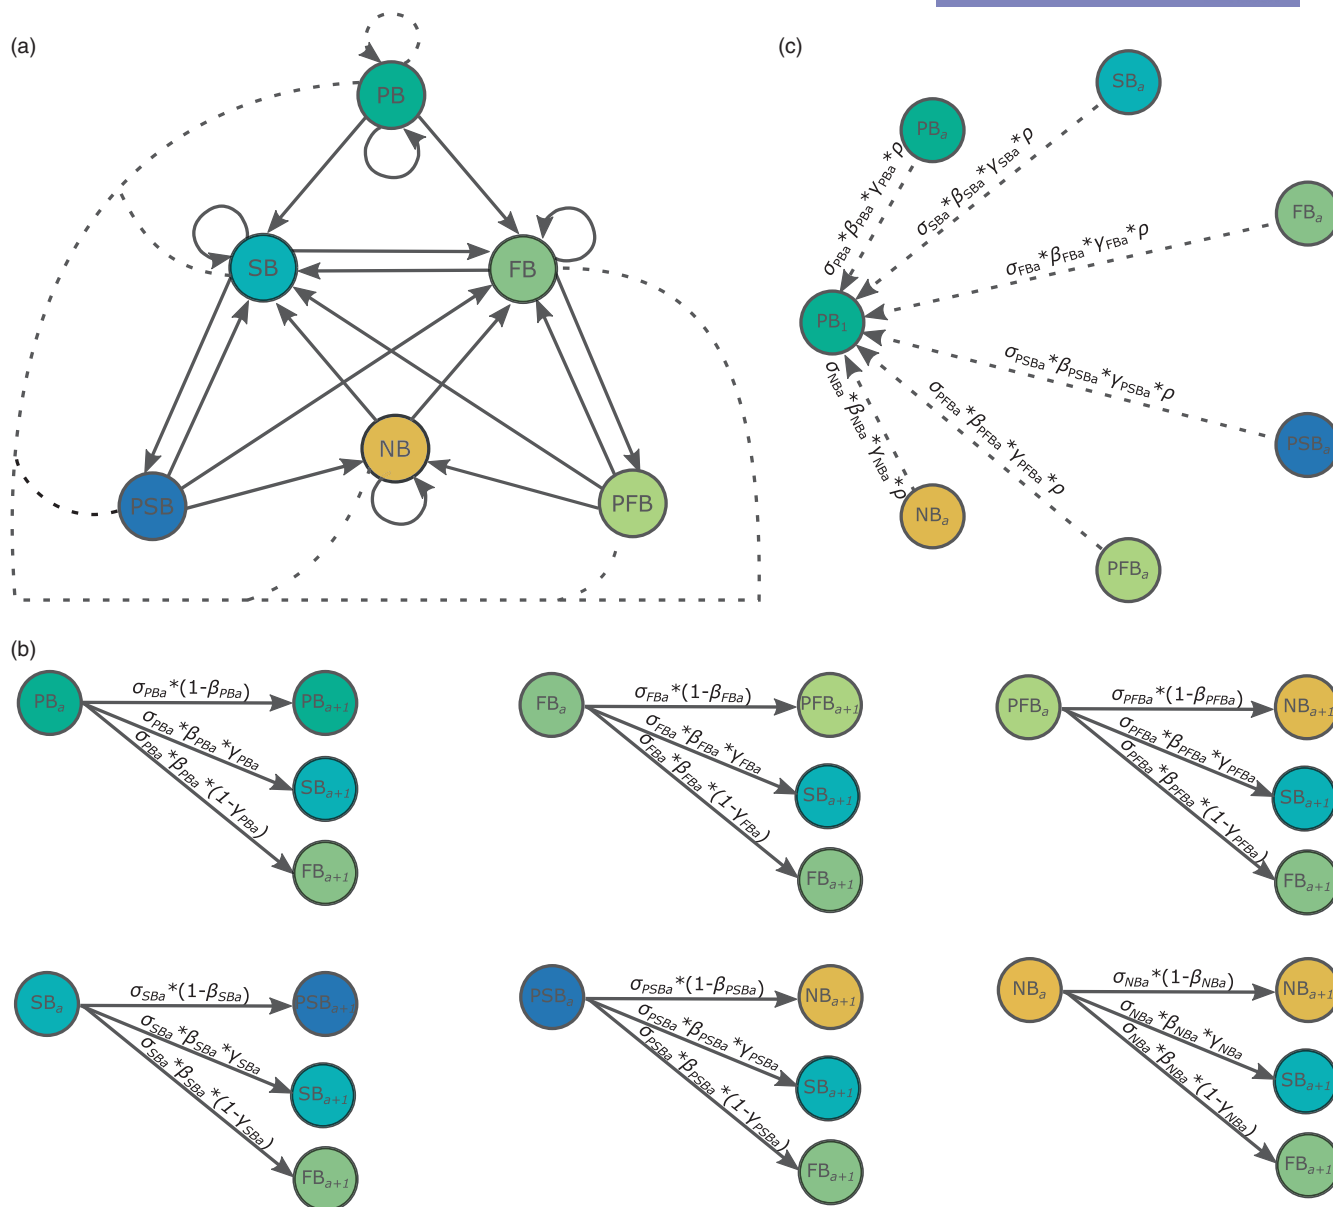 (a)
PB
SB
FB
NB
PSB
PFB
(c)
SBₐ
PBₐ
FBₐ
PB₁
PSBₐ
NBₐ
PFBₐ
σPBa*βPBa*γPBa*ρ
σSBa*βSBa*γSBa*ρ
σFBa*βFBa*γFBa*ρ
σPSBa*βPSBa*γPSBa*ρ
σPFBa*βPFBa*γPFBa*ρ
σNBa*βNBa*γNBa*ρ
(b)
PBₐ
σPBa*(1-βPBa)
PBa+1
σPBa*βPBa*γPBa
SBa+1
σPBa*βPBa*(1-γPBa)
FBa+1
FBₐ
σFBa*(1-βFBa)
PFBa+1
σFBa*βFBa*γFBa
SBa+1
σFBa*βFBa*(1-γFBa)
FBa+1
PFBₐ
σPFBa*(1-βPFBa)
NBa+1
σPFBa*βPFBa*γPFBa
SBa+1
σPFBa*βPFBa*(1-γPFBa)
FBa+1
SBₐ
σSBa*(1-βSBa)
PSBa+1
σSBa*βSBa*γSBa
SBa+1
σSBa*βSBa*(1-γSBa)
FBa+1
PSBₐ
σPSBa*(1-βPSBa)
NBa+1
σPSBa*βPSBa*γPSBa
SBa+1
σPSBa*βPSBa*(1-γPSBa)
FBa+1
NBₐ
σNBa*(1-βNBa)
NBa+1
σNBa*βNBa*γNBa
SBa+1
σNBa*βNBa*(1-γNBa)
FBa+1